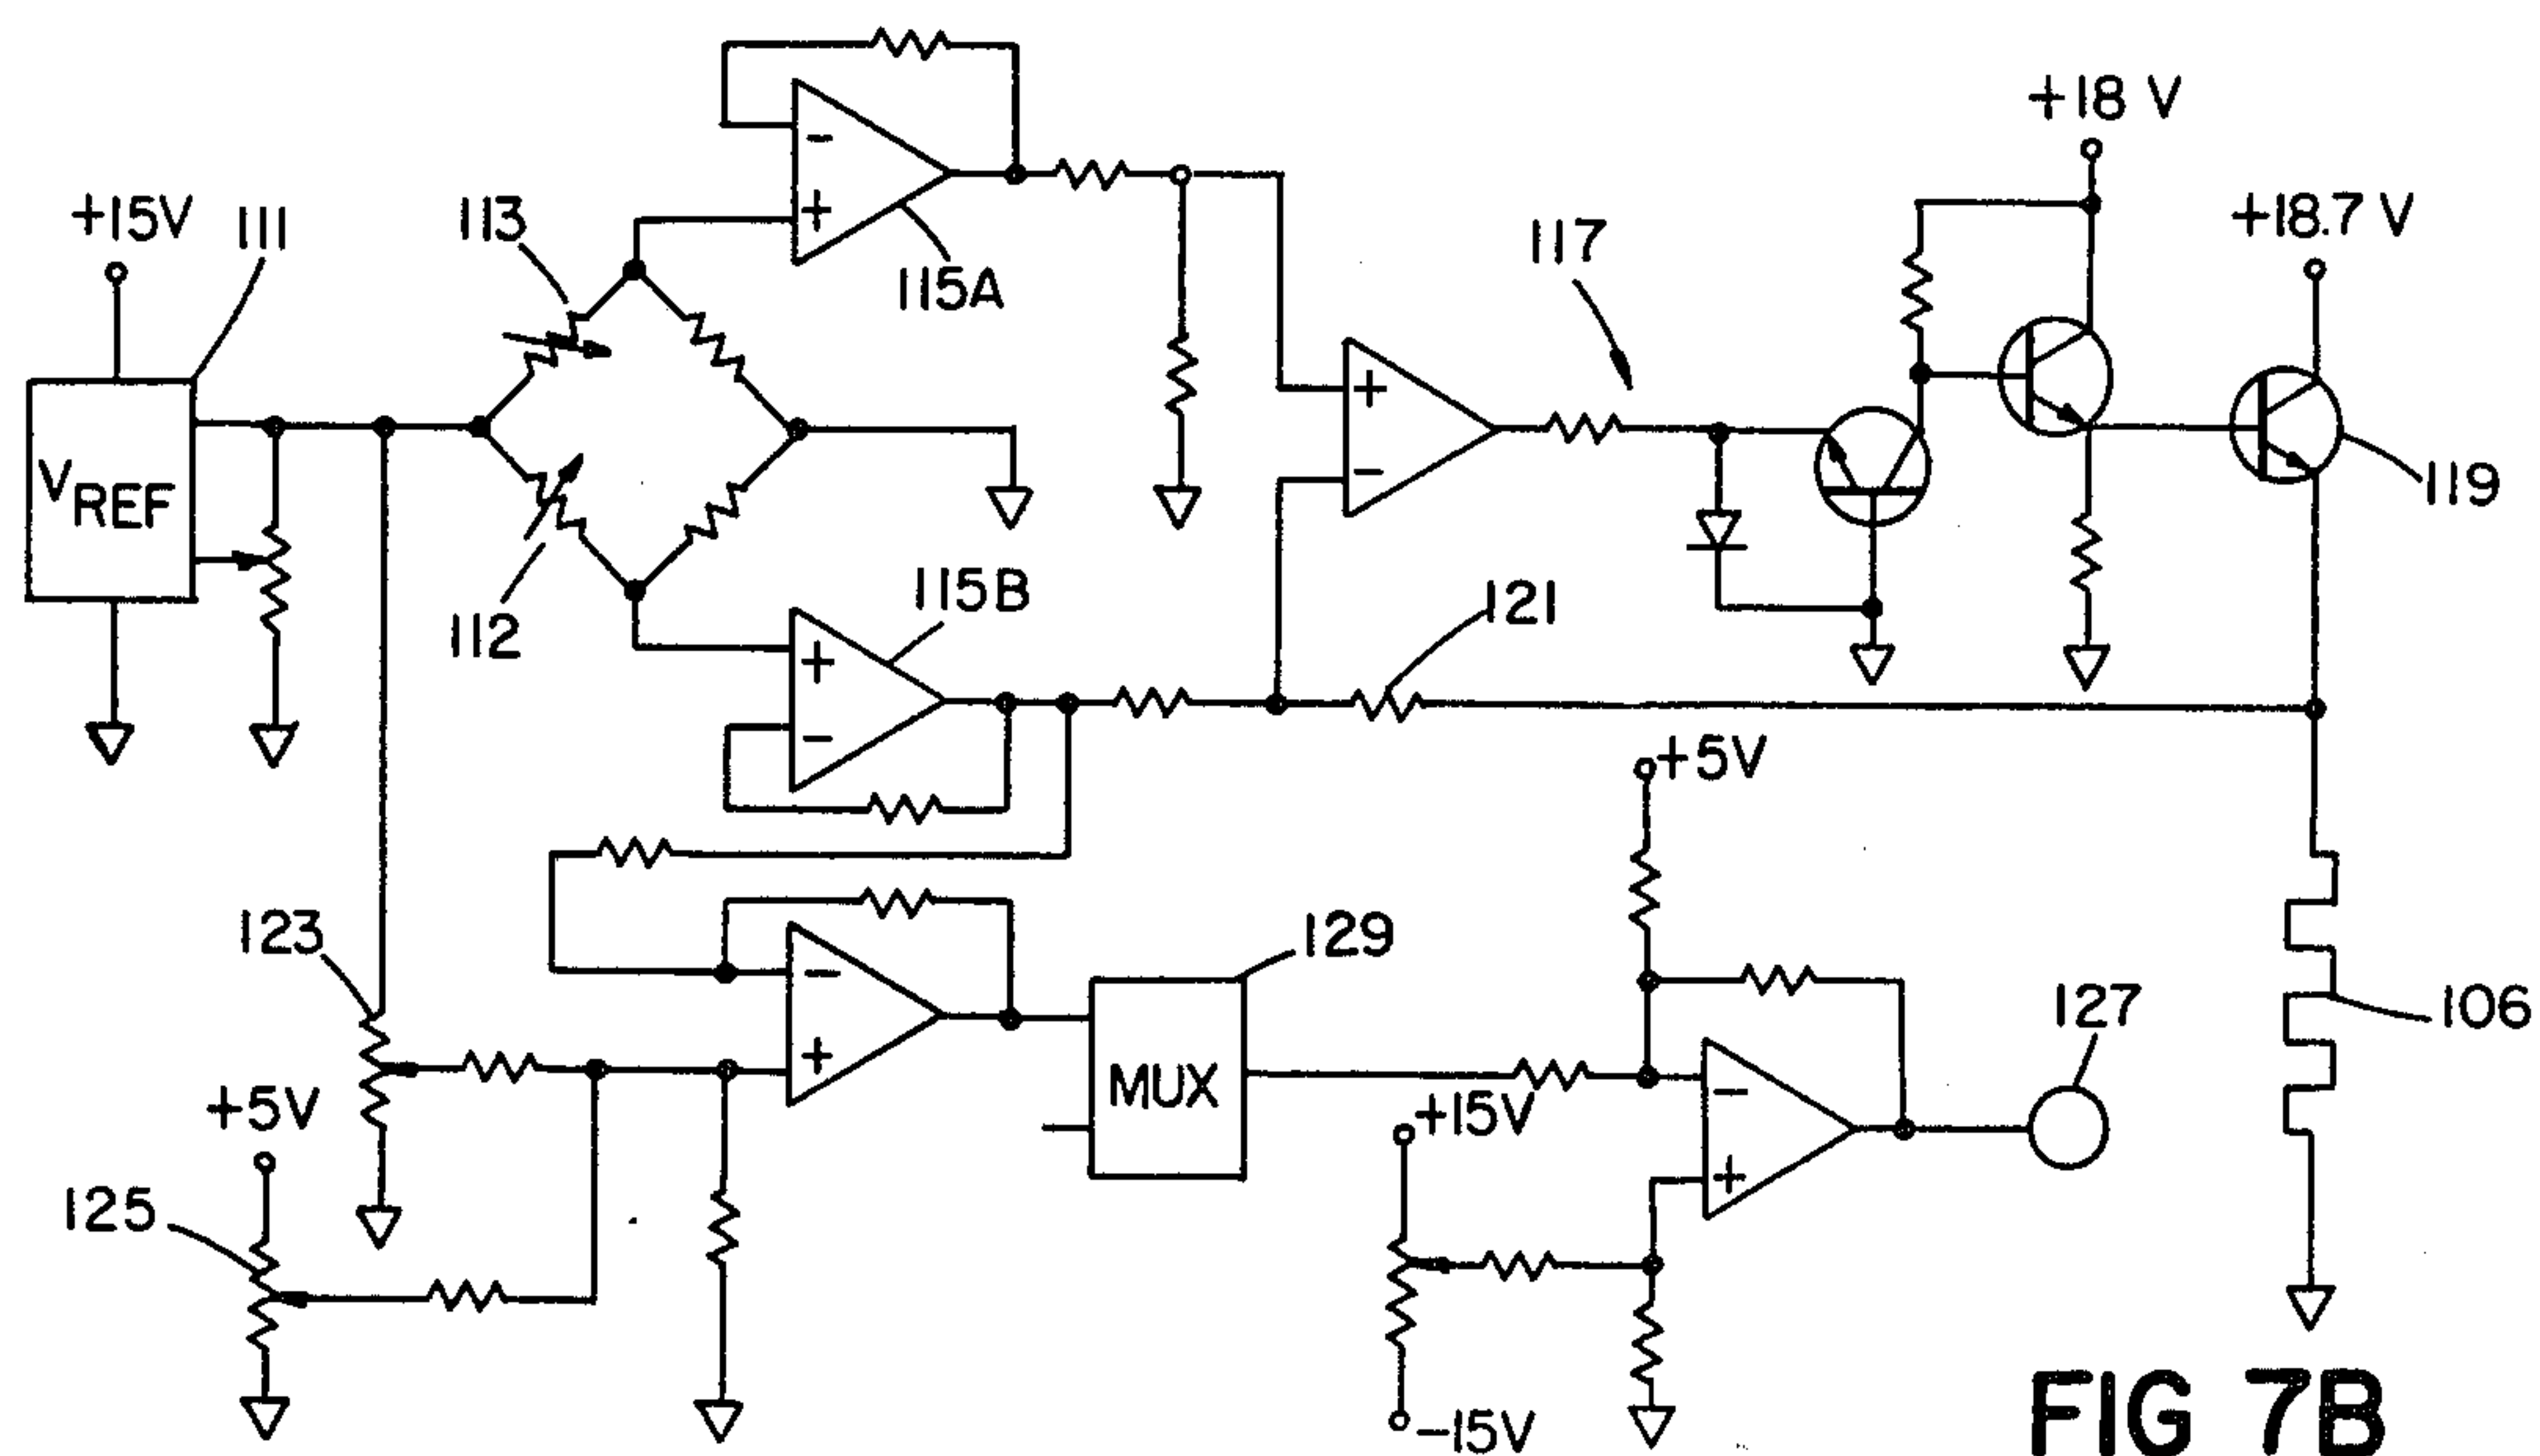 +18 V
+15V
111
113
115A
117
+18.7 V
V REF
112
115B
121
119
+5V
123
129
127
106
MUX
+5V
+15V
125
-15V
FIG 7B
- 
+
+
-
+
-
-
+
-
+